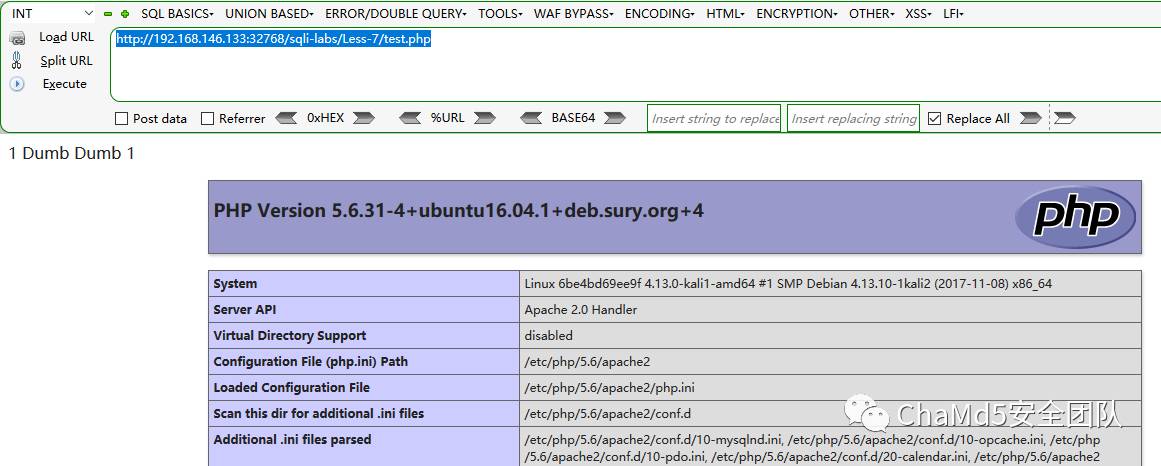 INT SQL BASICS▾ UNION BASED▾ ERROR/DOUBLE QUERY▾ TOOLS▾ WAF BYPASS▾ ENCODING▾ HTML▾ ENCRYPTION▾ OTHER▾ XSS▾ LFI▾
Load URL http://192.168.146.133:32768/sqli-labs/Less-7/test.php
Split URL
Execute
Post data Referrer 0xHEX %URL BASE64 Insert string to replace Insert replacing string Replace All
1 Dumb Dumb 1
PHP Version 5.6.31-4+ubuntu16.04.1+deb.sury.org+4 php
System Linux 6be4bd69ee9f 4.13.0-kali1-amd64 #1 SMP Debian 4.13.10-1kali2 (2017-11-08) x86_64
Server API Apache 2.0 Handler
Virtual Directory Support disabled
Configuration File (php.ini) Path /etc/php/5.6/apache2
Loaded Configuration File /etc/php/5.6/apache2/php.ini
Scan this dir for additional .ini files /etc/php/5.6/apache2/conf.d
ChaMd5安全团队
Additional .ini files parsed /etc/php/5.6/apache2/conf.d/10-mysqlnd.ini, /etc/php/5.6/apache2/conf.d/10-opcache.ini, /etc/php
/5.6/apache2/conf.d/10-pdo.ini, /etc/php/5.6/apache2/conf.d/20-calendar.ini, /etc/php/5.6/apache2